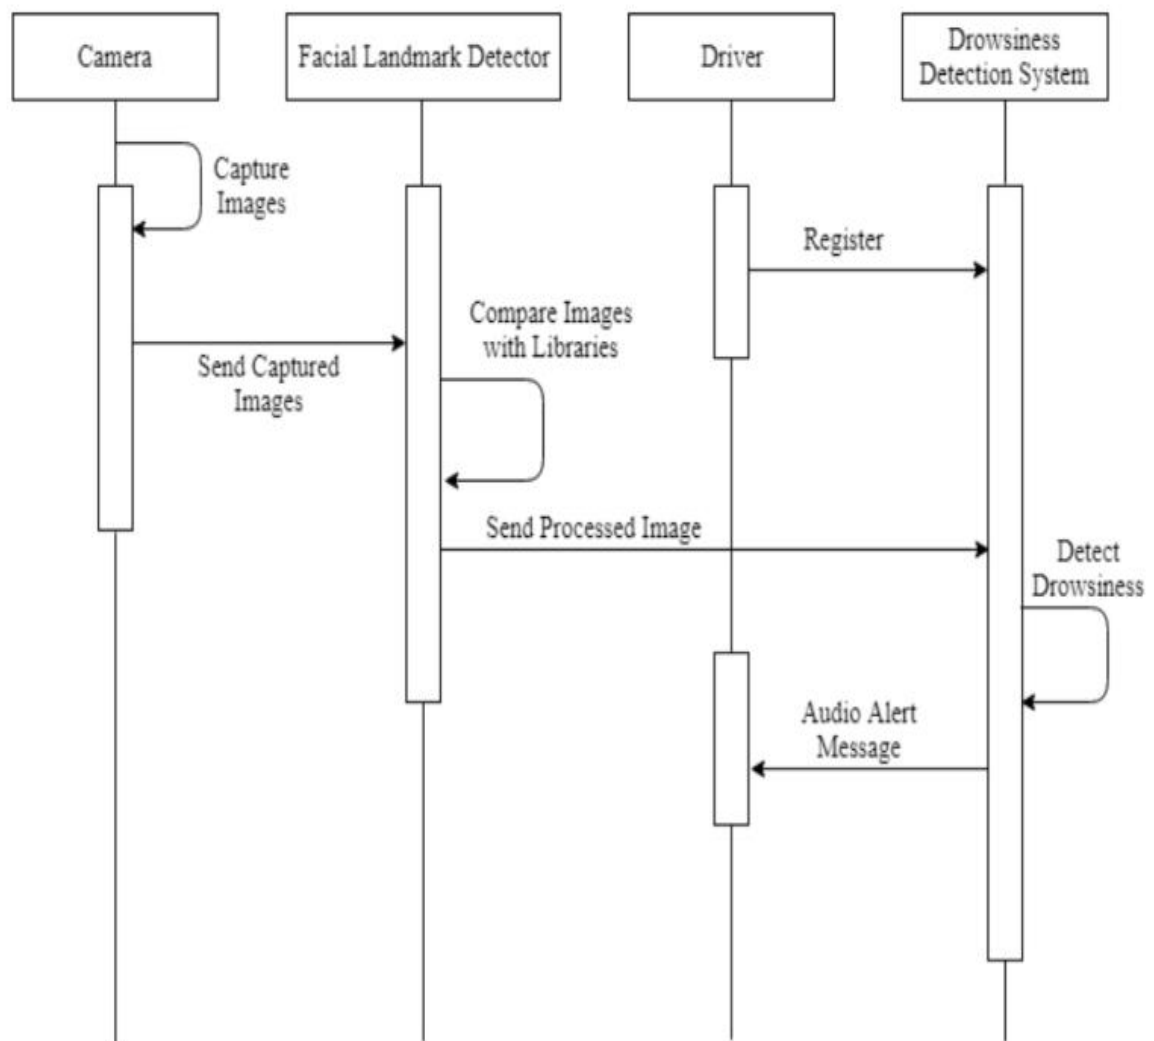 Camera
Facial Landmark Detector
Driver
Drowsiness
Detection System
Capture
Images
Register
Compare Images
with Libraries
Send Captured
Images
Send Processed Image
Detect
Drowsiness
Audio Alert
Message